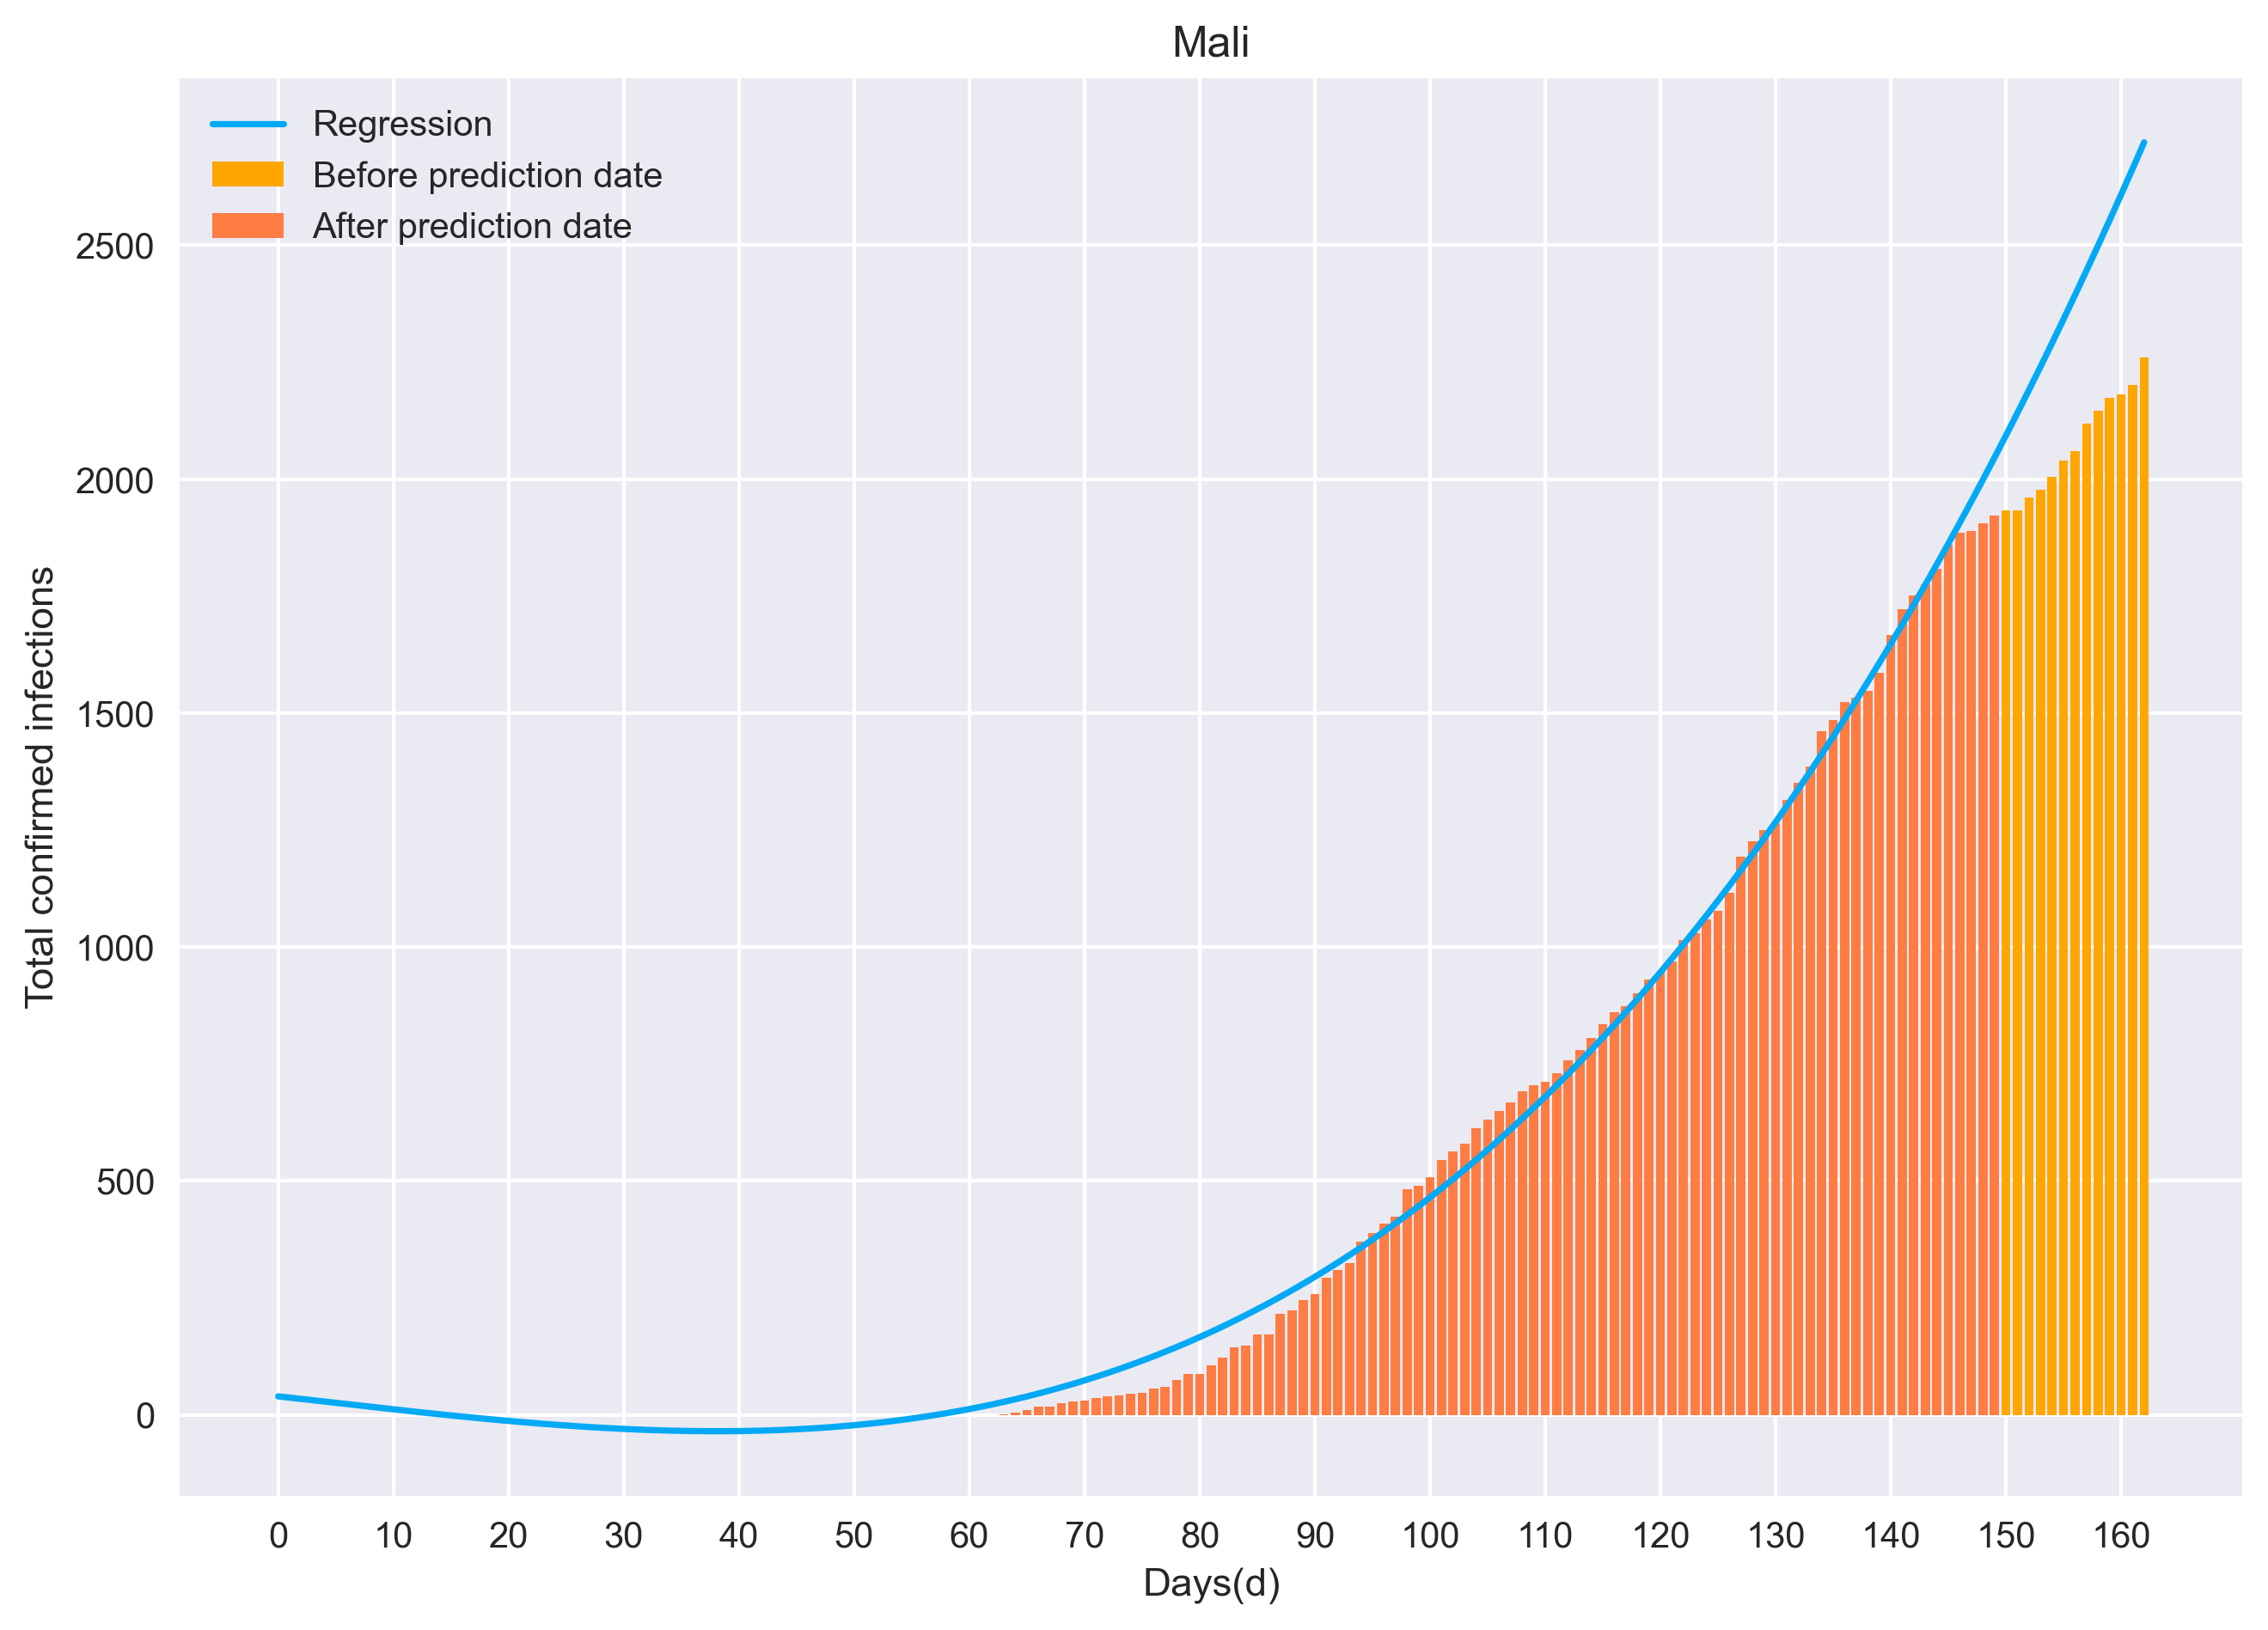 Mali
Regression
Before prediction date
After prediction date
2500
2000
1500
1000
500
0
Total confirmed infections
0 10 20 30 40 50 60 70 80 90 100 110 120 130 140 150 160
Days(d)